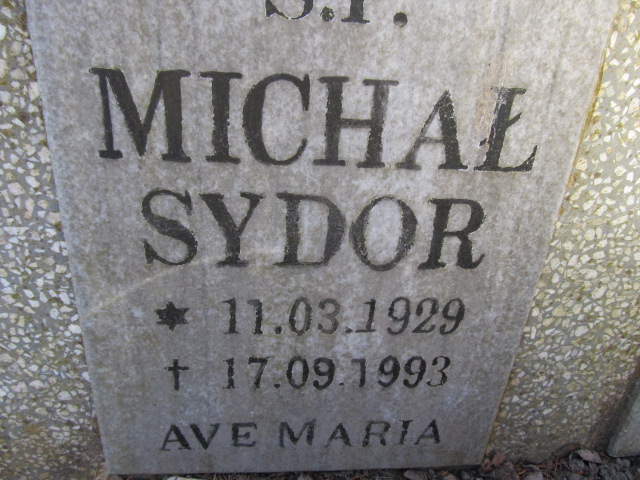 Ś.P.
MICHAŁ
SYDOR
* 11.03.1929
† 17.09.1993
AVE MARIA